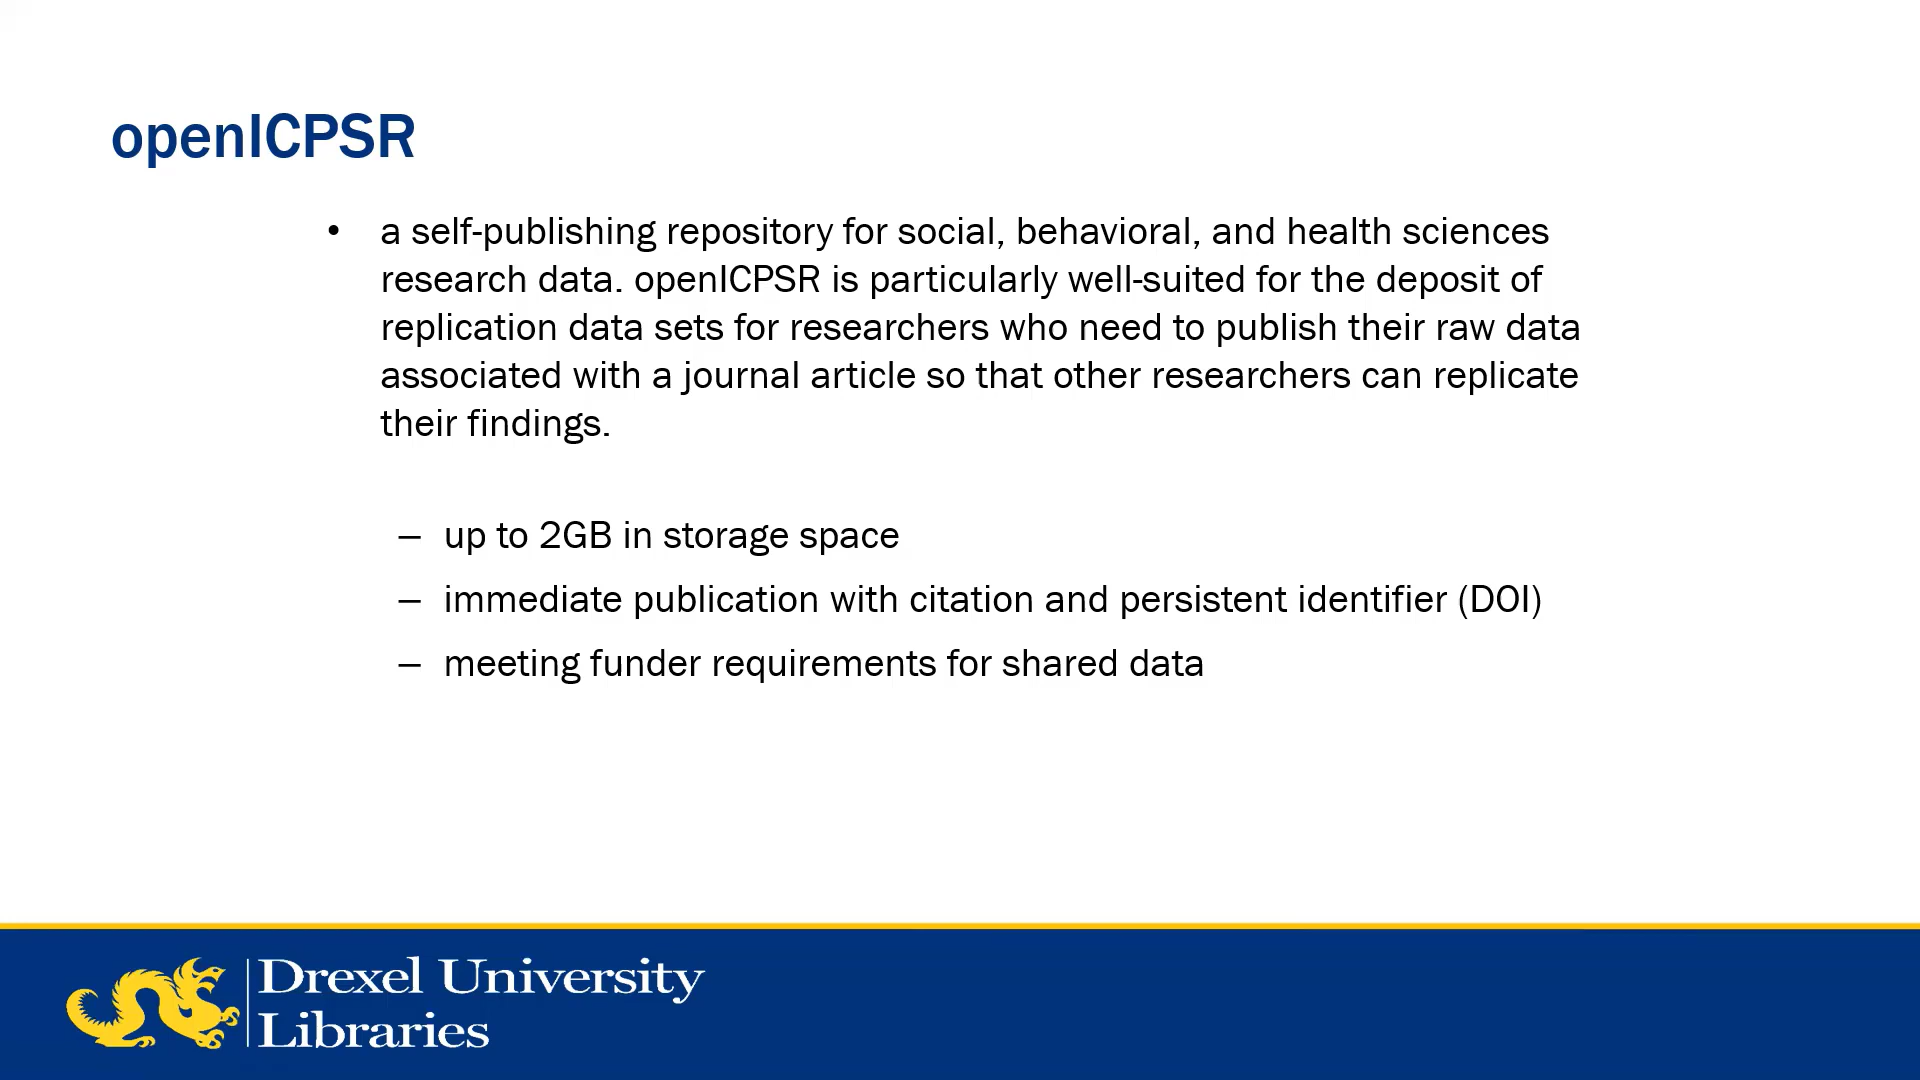 openICPSR
• a self-publishing repository for social, behavioral, and health sciences
research data. openICPSR is particularly well-suited for the deposit of
replication data sets for researchers who need to publish their raw data
associated with a journal article so that other researchers can replicate
their findings.
– up to 2GB in storage space
– immediate publication with citation and persistent identifier (DOI)
– meeting funder requirements for shared data
Drexel University
Libraries